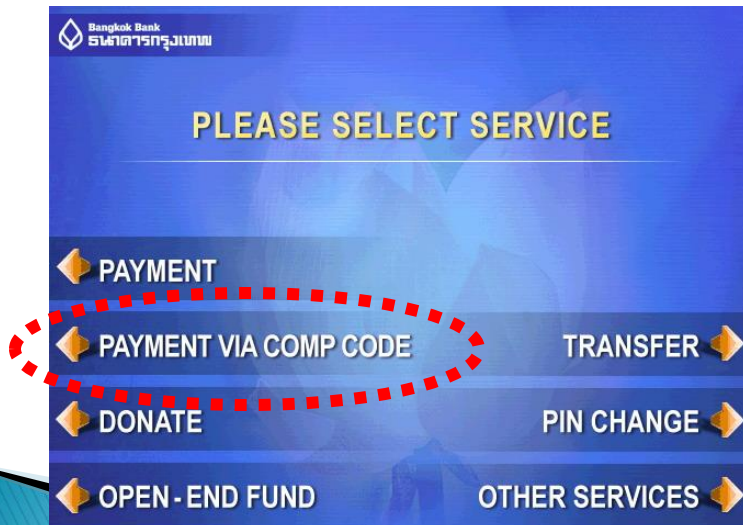 Bangkok Bank
ธนาคารกรุงเทพ
PLEASE SELECT SERVICE
PAYMENT
PAYMENT VIA COMP CODE
TRANSFER
DONATE
PIN CHANGE
OPEN-END FUND
OTHER SERVICES